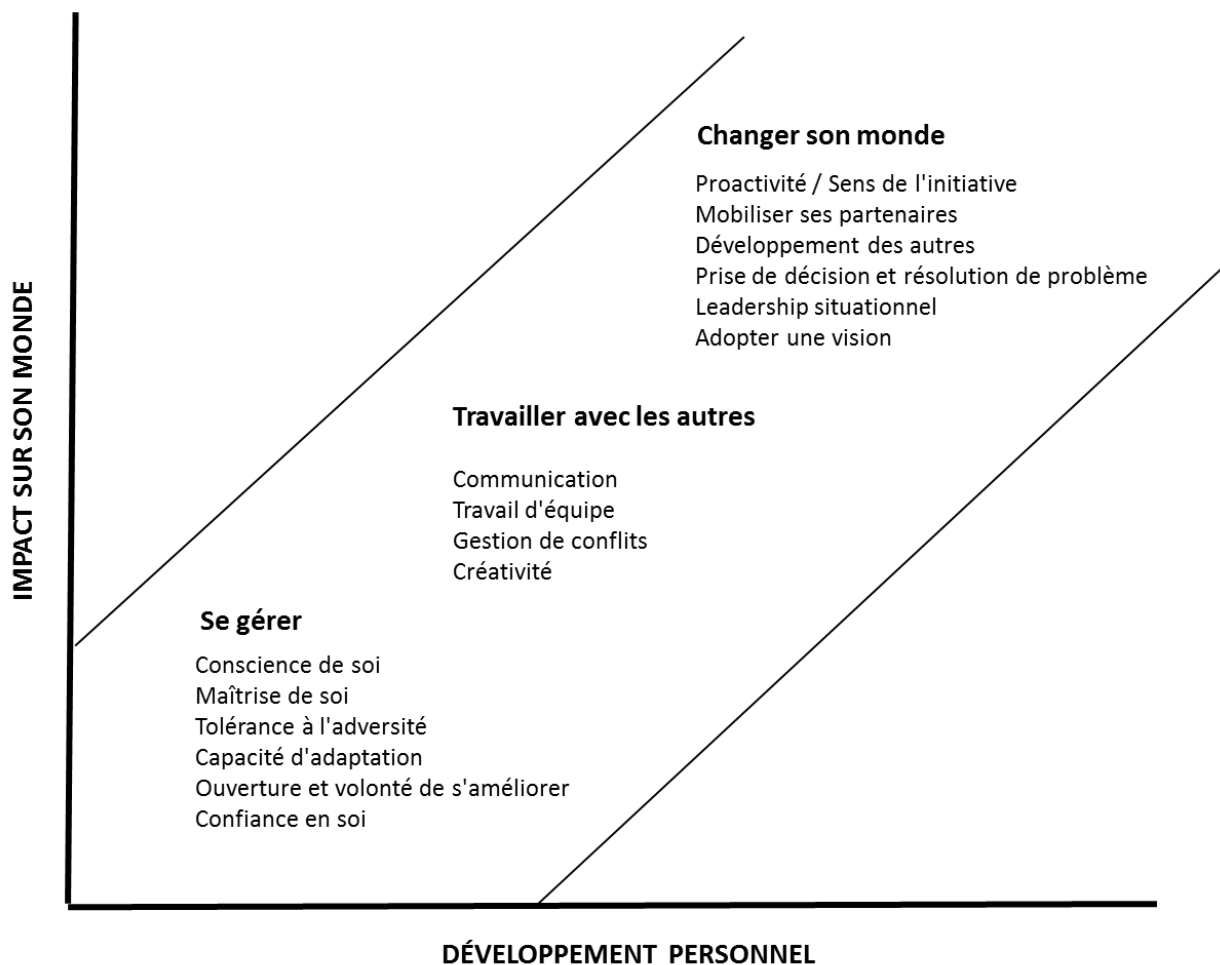 Changer son monde
Proactivité / Sens de l'initiative
Mobiliser ses partenaires
Développement des autres
Prise de décision et résolution de problème
Leadership situationnel
Adopter une vision
IMPACT SUR SON MONDE
Travailler avec les autres
Communication
Travail d'équipe
Gestion de conflits
Créativité
Se gérer
Conscience de soi
Maîtrise de soi
Tolérance à l'adversité
Capacité d'adaptation
Ouverture et volonté de s'améliorer
Confiance en soi
DÉVELOPPEMENT PERSONNEL